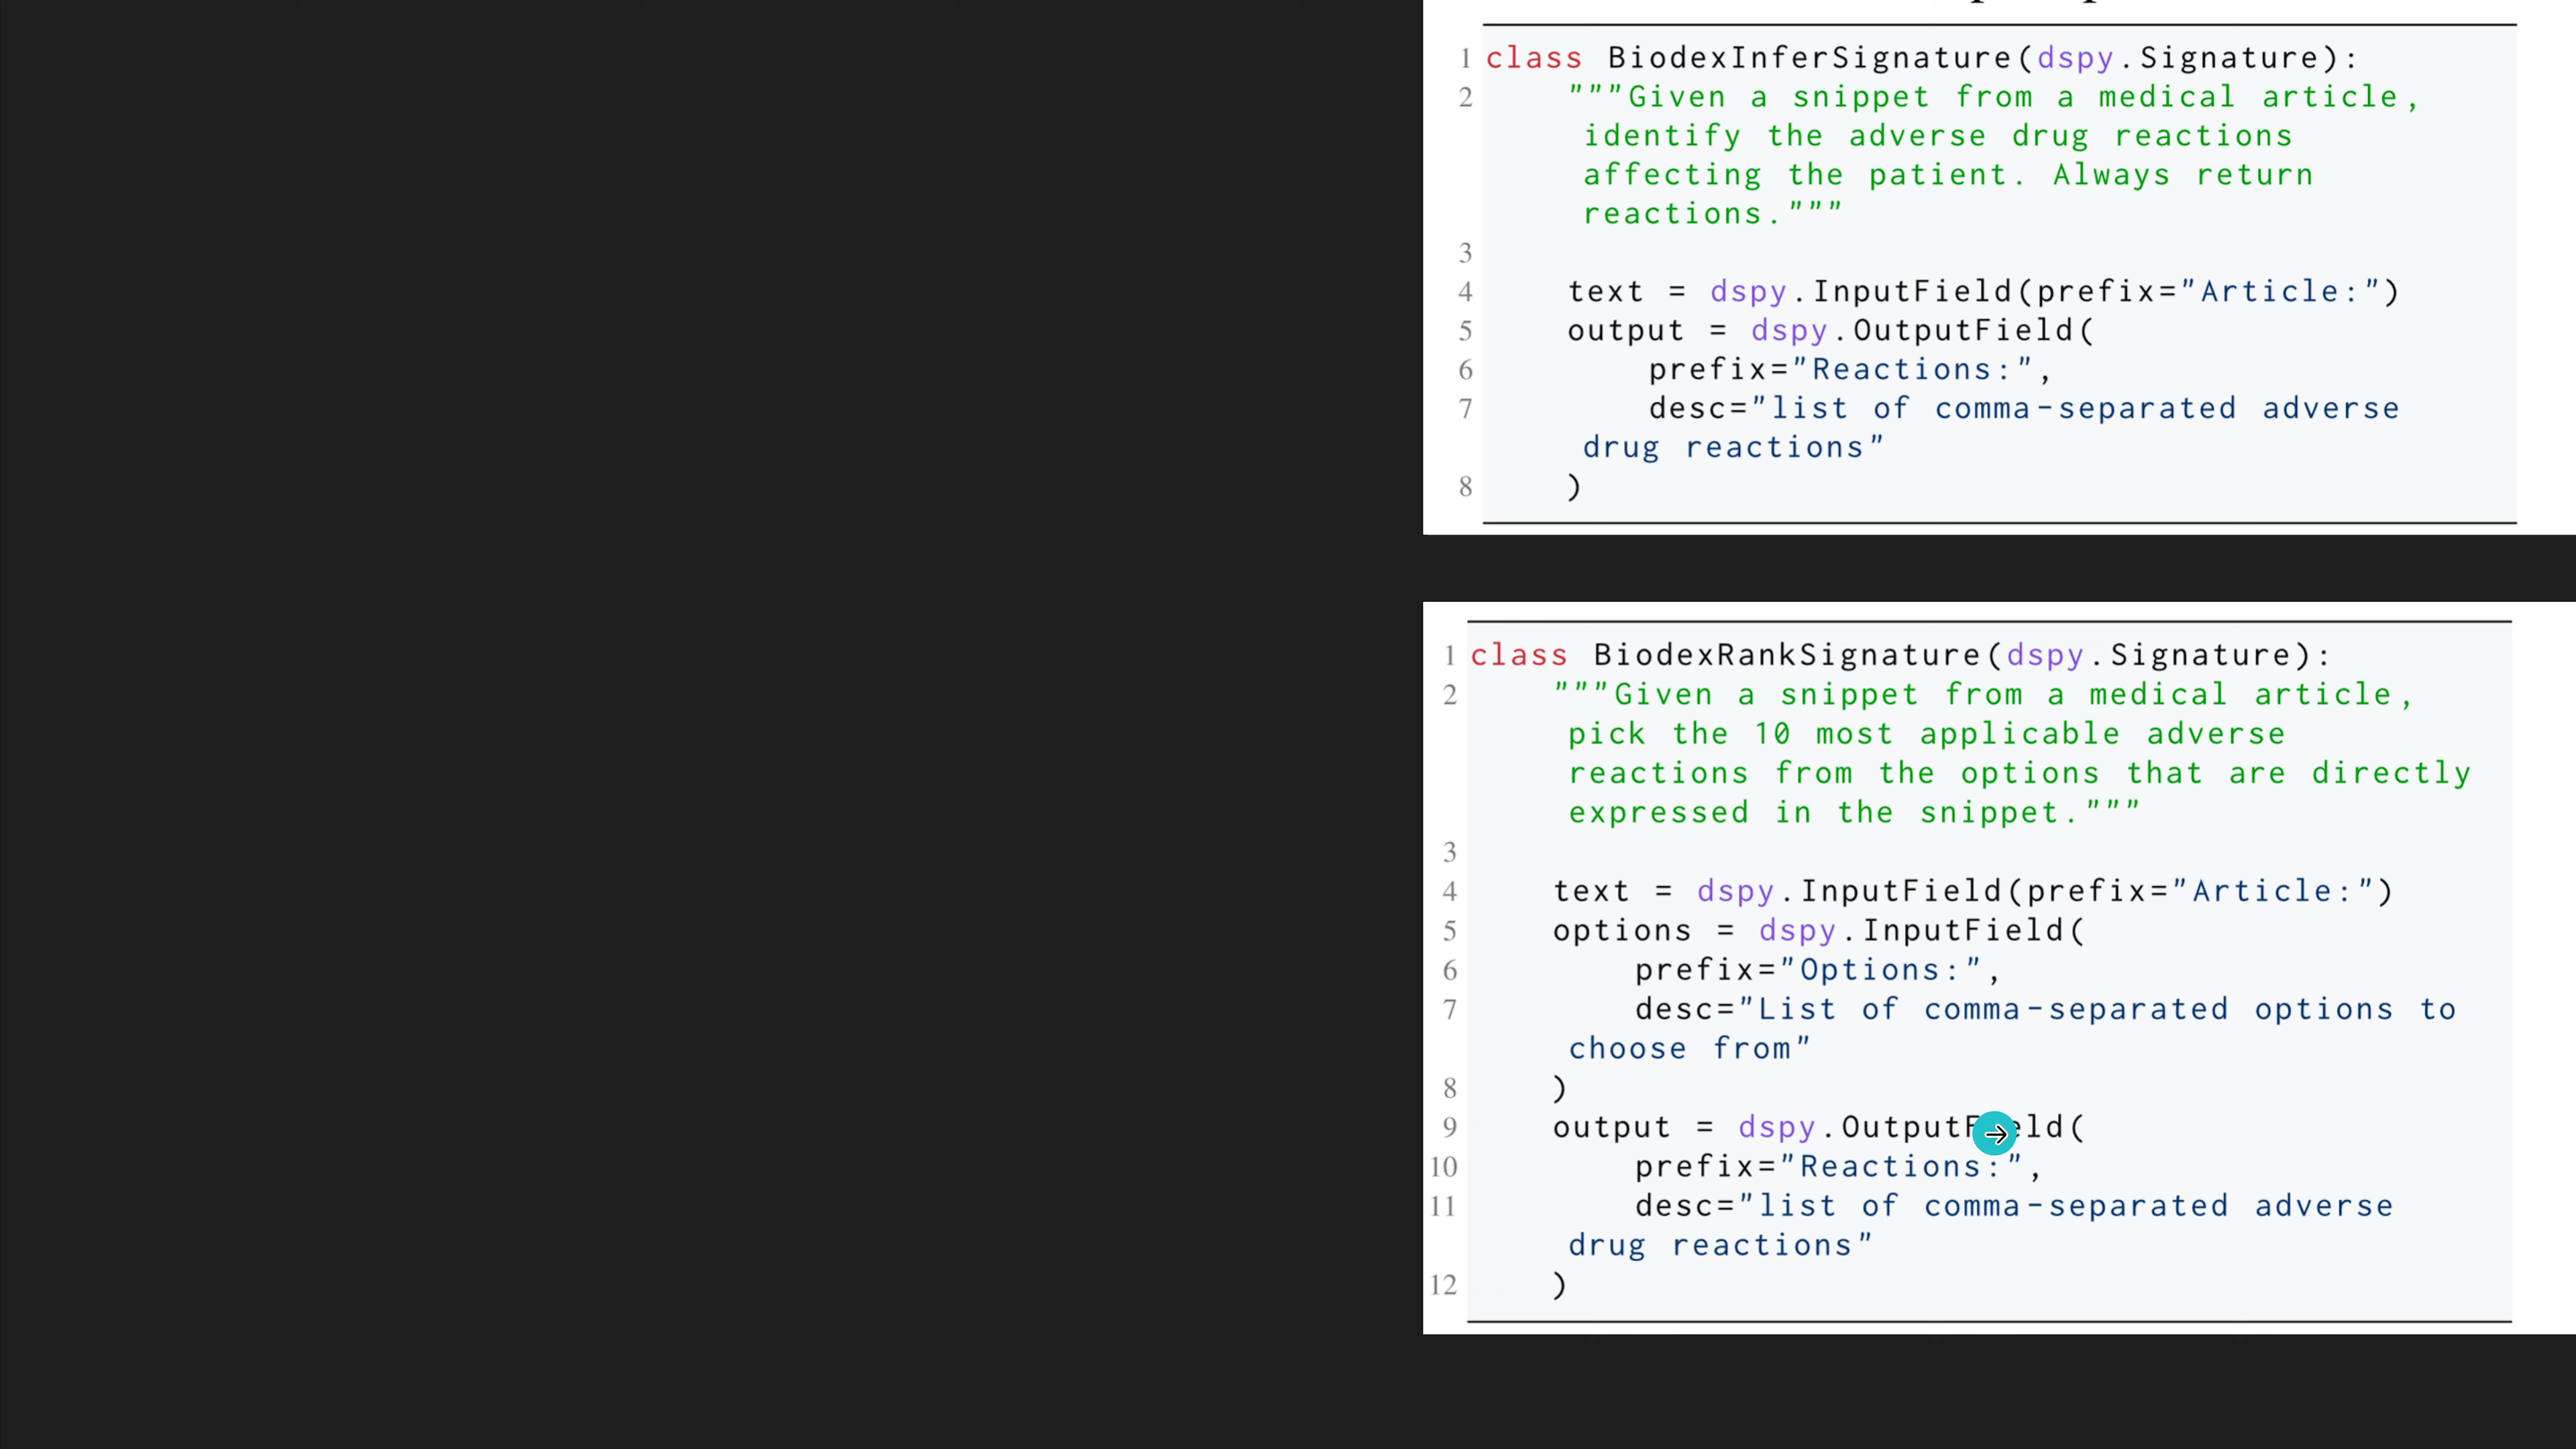 1 class BiodexInferSignature(dspy.Signature):
2 """Given a snippet from a medical article,
identify the adverse drug reactions
affecting the patient. Always return
reactions."""
3
4 text = dspy.InputField(prefix="Article:")
5 output = dspy.OutputField(
6 prefix="Reactions:",
7 desc="list of comma-separated adverse
drug reactions"
8 )
1 class BiodexRankSignature(dspy.Signature):
2 """Given a snippet from a medical article,
pick the 10 most applicable adverse
reactions from the options that are directly
expressed in the snippet."""
3
4 text = dspy.InputField(prefix="Article:")
5 options = dspy.InputField(
6 prefix="Options:",
7 desc="List of comma-separated options to
choose from"
8 )
9 output = dspy.OutputField(
10 prefix="Reactions:",
11 desc="list of comma-separated adverse
drug reactions"
12 )